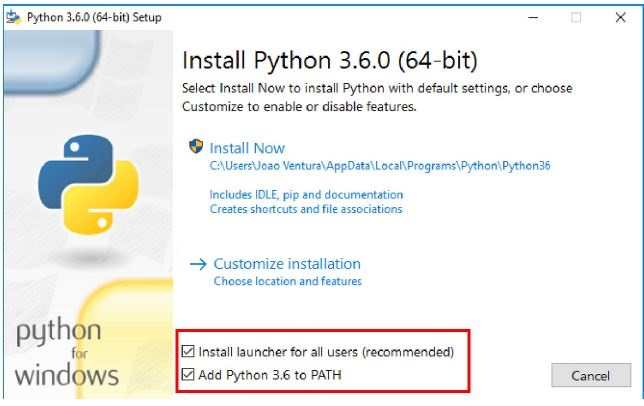 Python 3.6.0 (64-bit) Setup
Install Python 3.6.0 (64-bit)
Select Install Now to install Python with default settings, or choose
Customize to enable or disable features.
Install Now
C:\Users\Joao Ventura\AppData\Local\Programs\Python\Python36
Includes IDLE, pip and documentation
Creates shortcuts and file associations
Customize installation
Choose location and features
python
for
windows
Install launcher for all users (recommended)
Add Python 3.6 to PATH
Cancel